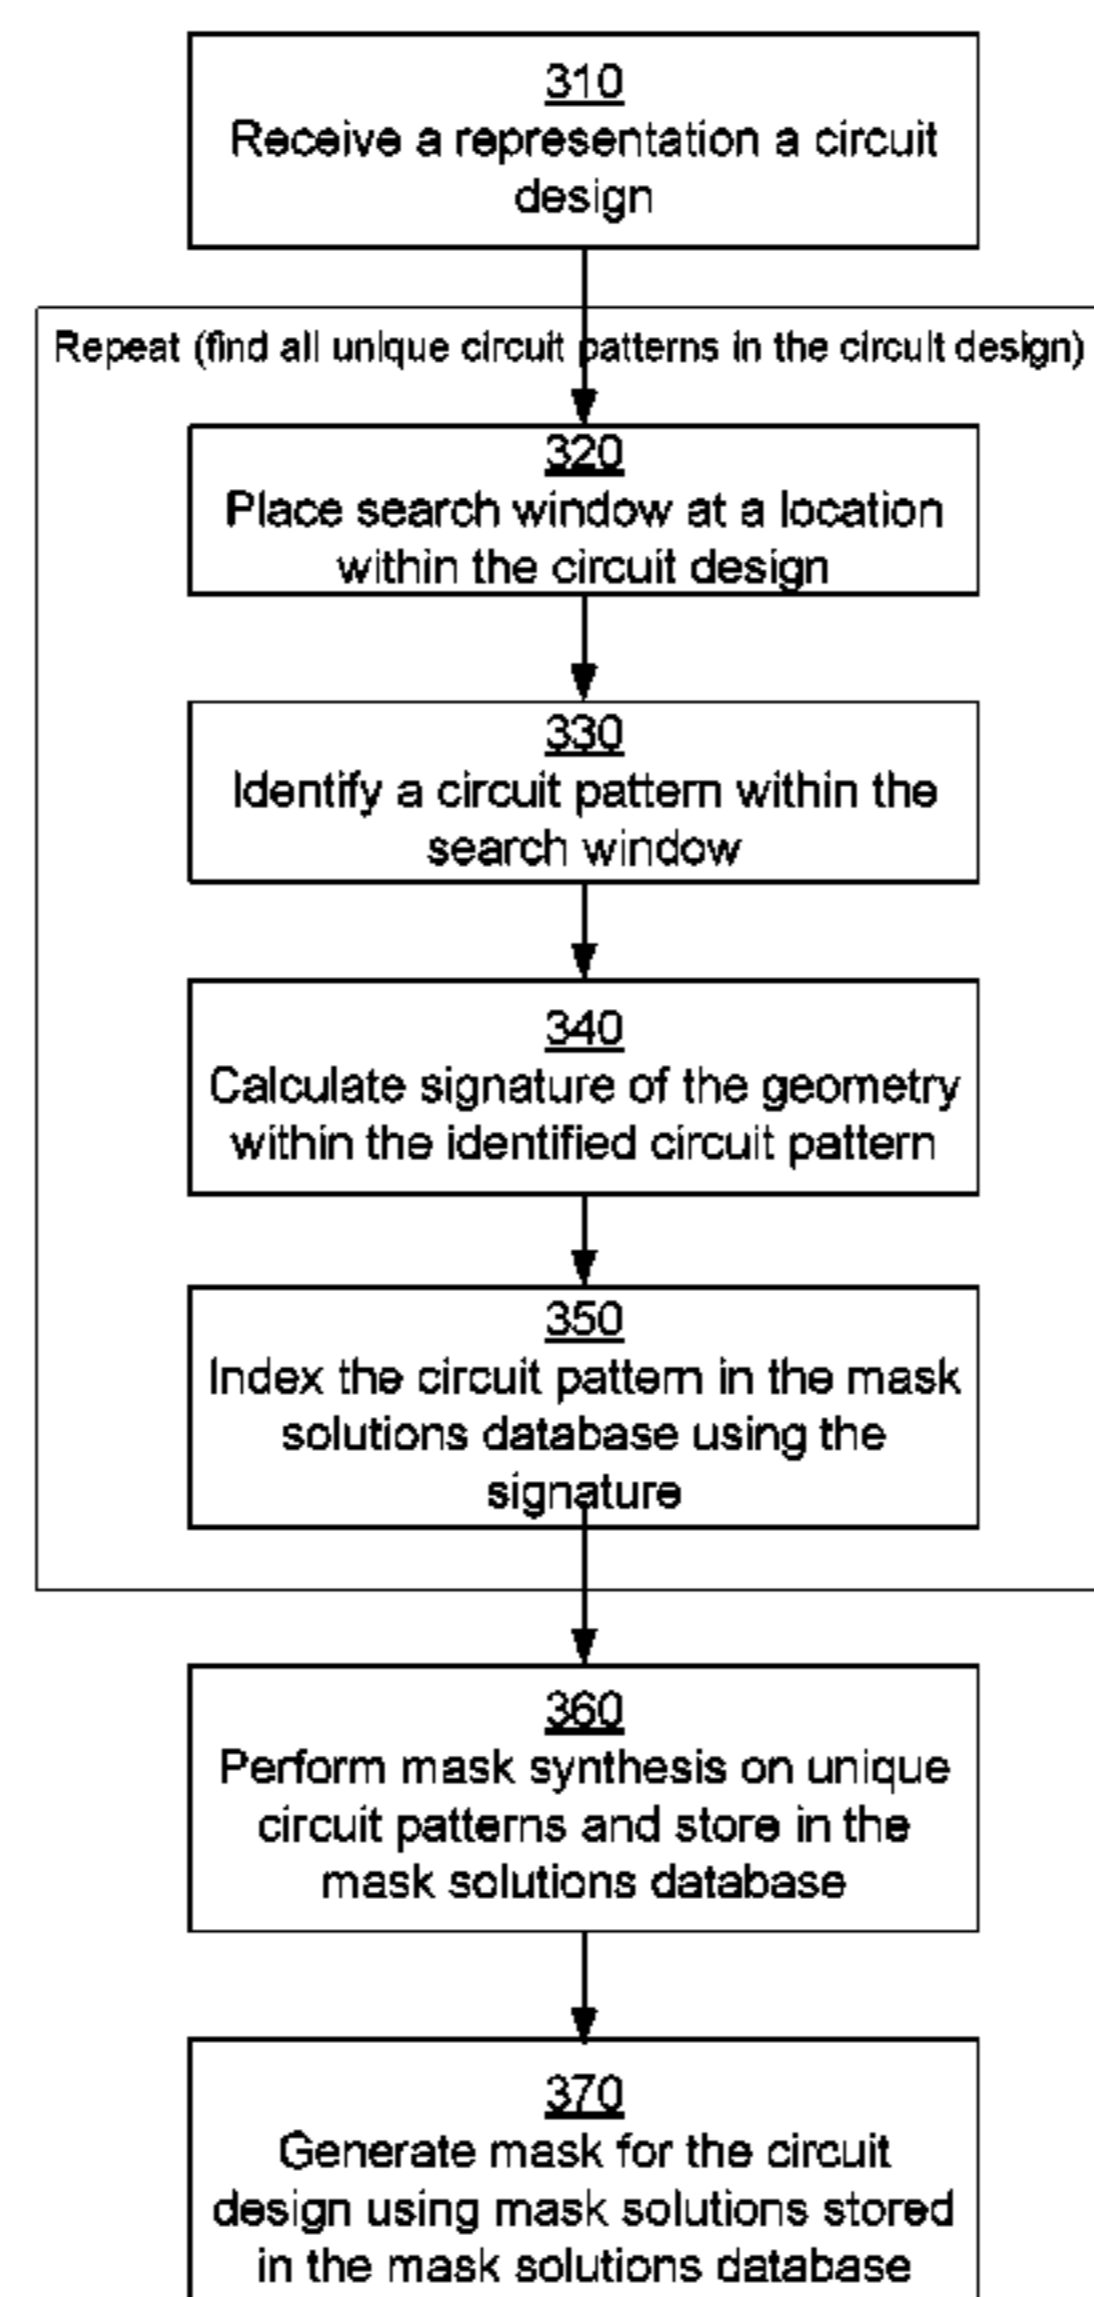 310
Receive a representation a circuit
design
Repeat (find all unique circuit patterns in the circuit design)
320
Place search window at a location
within the circuit design
330
Identify a circuit pattern within the
search window
340
Calculate signature of the geometry
within the identified circuit pattern
350
Index the circuit pattern in the mask
solutions database using the
signature
360
Perform mask synthesis on unique
circuit patterns and store in the
mask solutions database
370
Generate mask for the circuit
design using mask solutions stored
in the mask solutions database